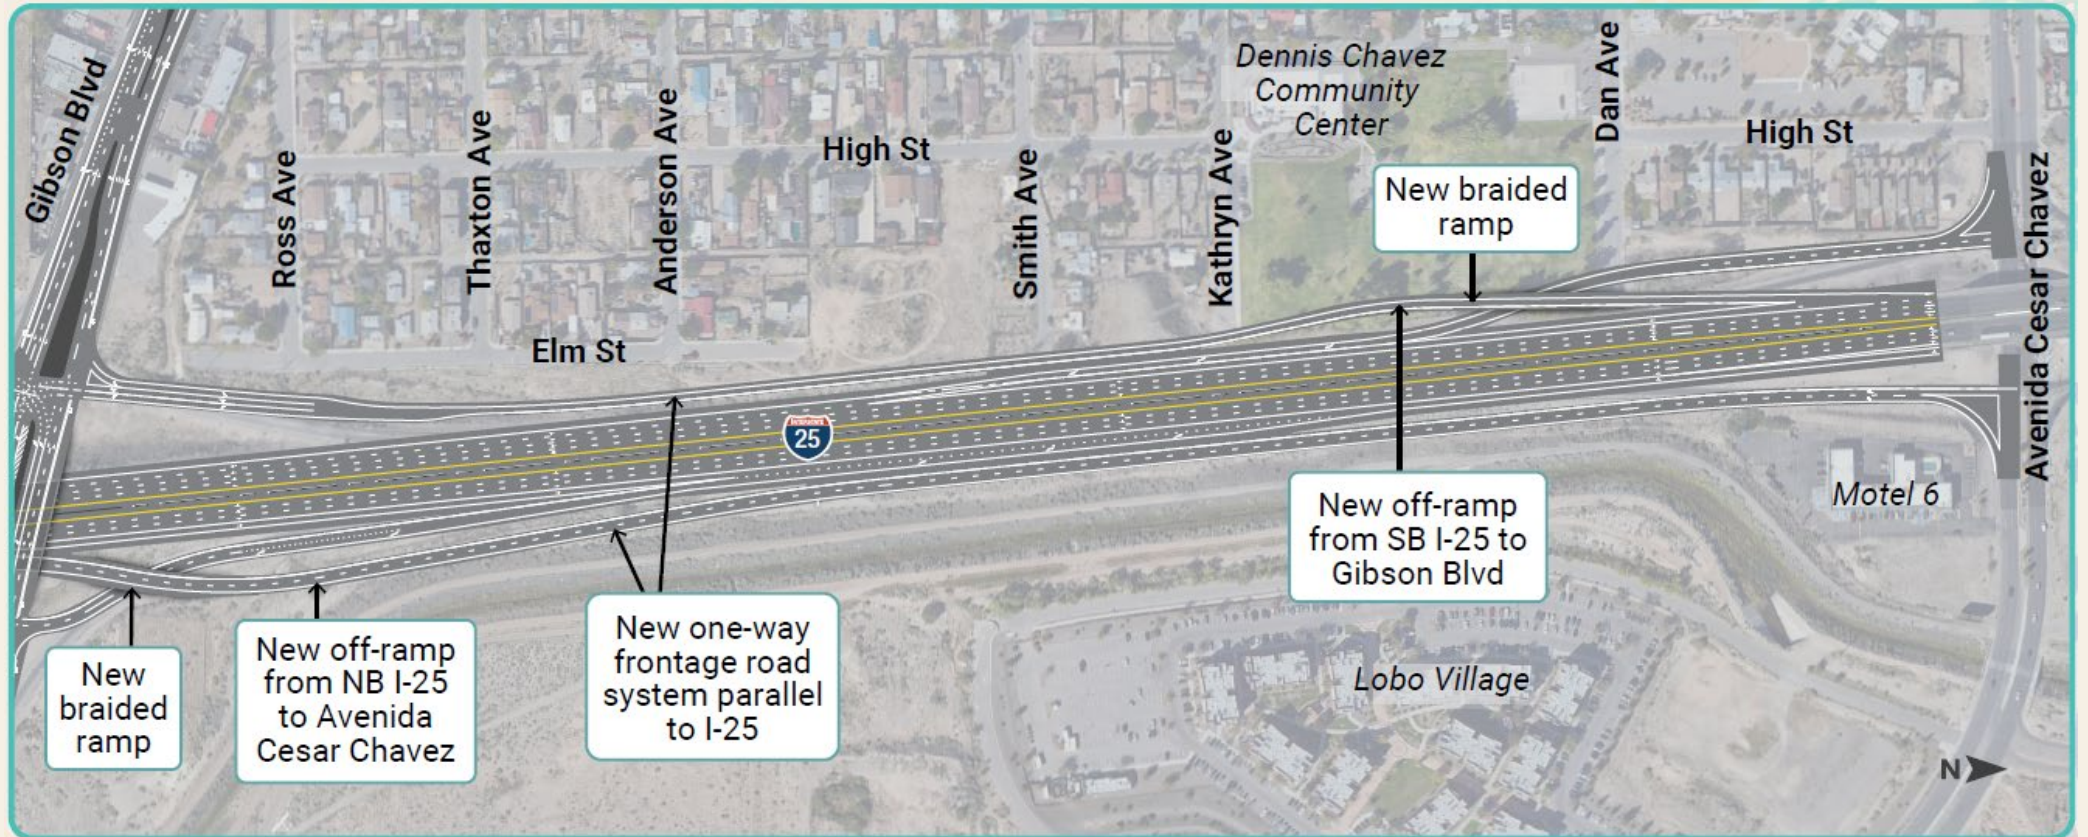 Gibson Blvd
Ross Ave
Thaxton Ave
Anderson Ave
High St
Smith Ave
Kathryn Ave
Dennis Chavez
Community
Center
Dan Ave
High St
Avenida Cesar Chavez
New braided
ramp
Elm St
INTERSTATE
25
Motel 6
New off-ramp
from SB I-25 to
Gibson Blvd
New
braided
ramp
New off-ramp
from NB I-25
to Avenida
Cesar Chavez
New one-way
frontage road
system parallel
to I-25
Lobo Village
N